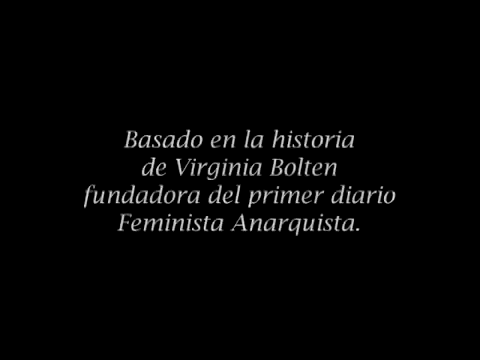 Basado en la historia
de Virginia Bolten
fundadora del primer diario
Feminista Anarquista.